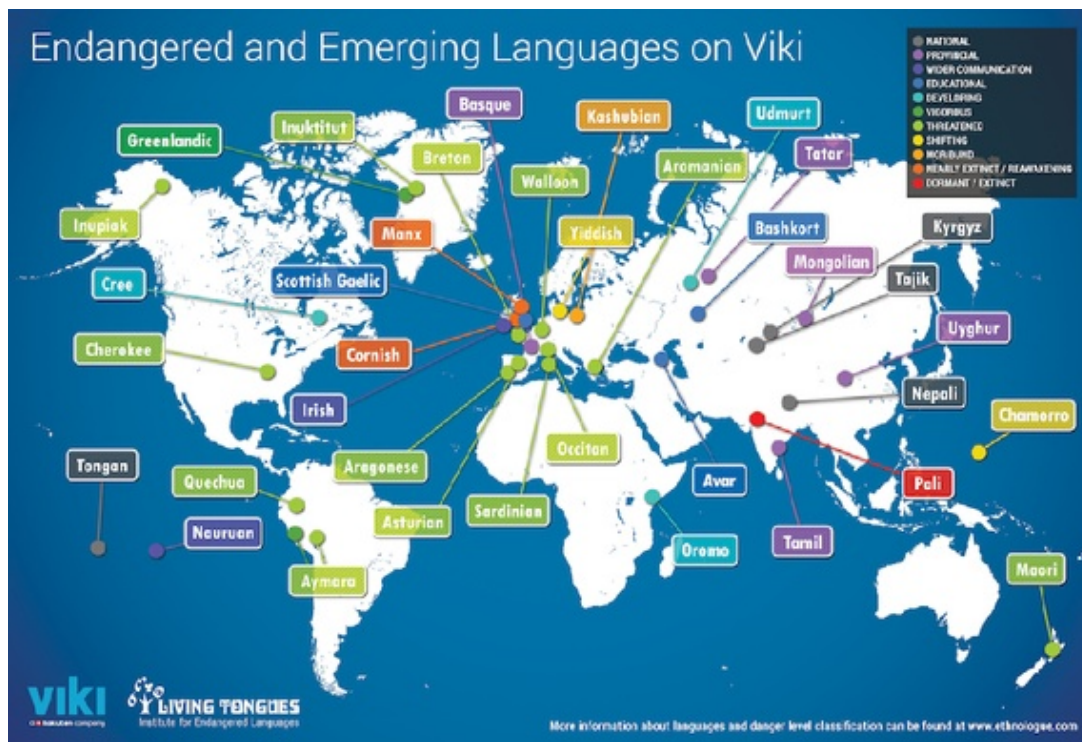 Endangered and Emerging Languages on Viki
NATIONAL
PROVINCIAL
WIDER COMMUNICATION
EDUCATIONAL
DEVELOPING
VIGOROUS
THREATENED
SHIFTING
MORIBUND
NEARLY EXTINCT / REAWAKENING
DORMANT / EXTINCT
Basque
Kashubian
Udmurt
Inuktitut
Greenlandic
Breton
Walloon
Aromanian
Tatar
Inupiak
Manx
Yiddish
Bashkort
Kyrgyz
Mongolian
Cree
Scottish Gaelic
Tajik
Uyghur
Cherokee
Cornish
Irish
Nepali
Chamorro
Tongan
Quechua
Aragonese
Occitan
Avar
Pali
Nauruan
Asturian
Sardinian
Oromo
Tamil
Aymara
Maori
viki
a Rakuten company
LIVING TONGUES
Institute for Endangered Languages
More information about languages and danger level classification can be found at www.ethnologue.com